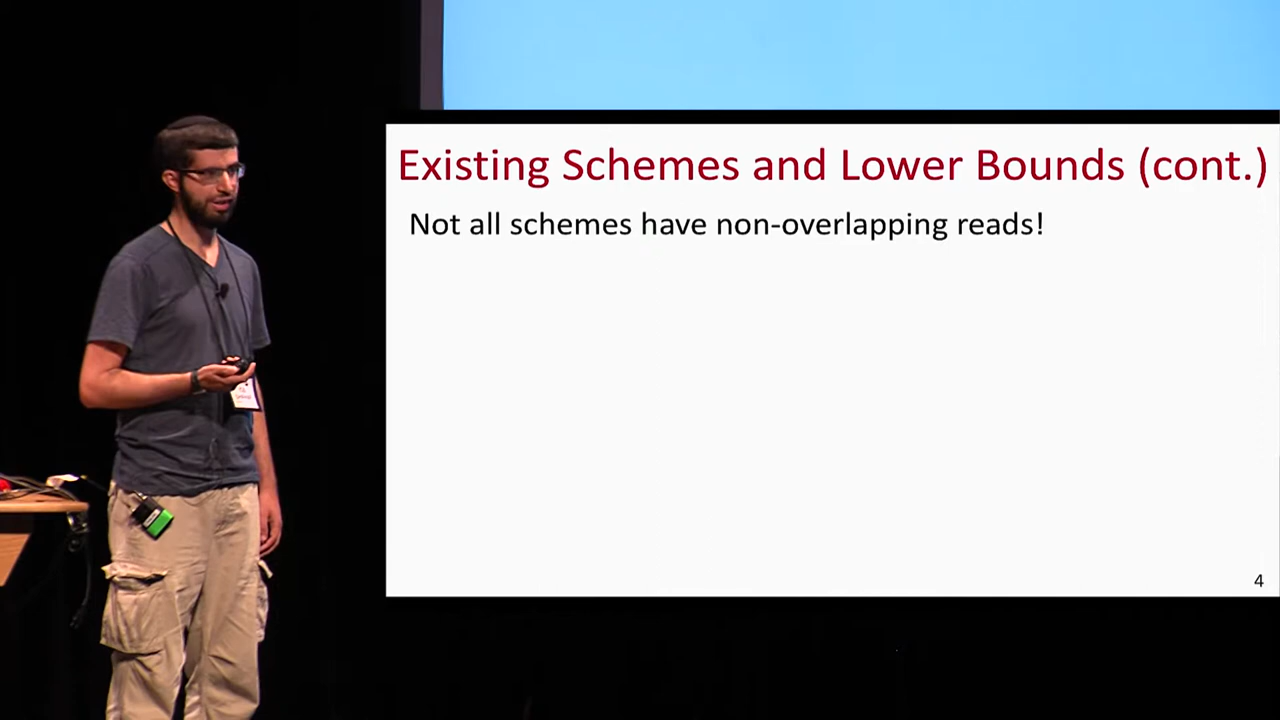 Existing Schemes and Lower Bounds (cont.)
Not all schemes have non-overlapping reads!
4